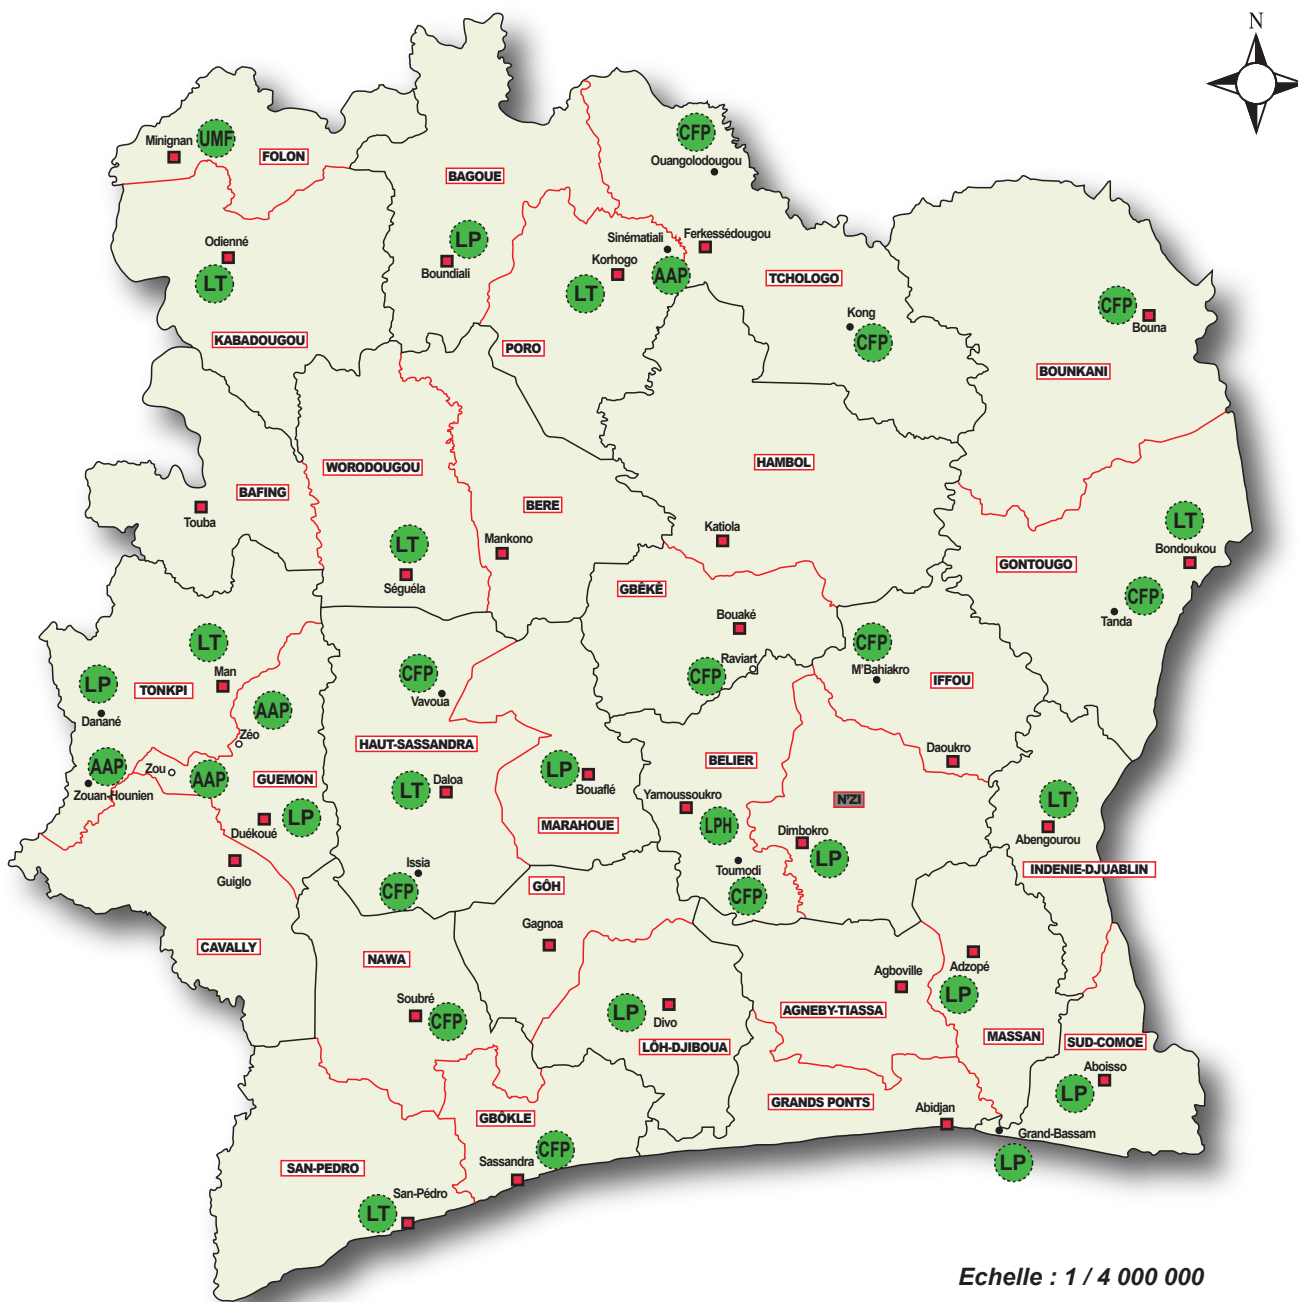 N
Minignan
UMF
FOLON
CFP
Ouangolodougou
BAGOUE
Odienné
LT
KABADOUGOU
LP
Boundiali
Sinématiali
Ferkessédougou
Korhogo
AAP
LT
TCHOLOGO
PORO
Kong
CFP
CFP
Bouna
BOUNKANI
WORODOUGOU
HAMBOL
BAFING
Touba
BERE
Mankono
Katiola
LT
Séguéla
LT
Bondoukou
GONTOUGO
CFP
Tanda
GBÊKÊ
Bouaké
Raviart
CFP
CFP
M'Bahiakro
IFFOU
LT
Man
LP
TONKPI
Danané
AAP
Zéo
CFP
Vavoua
HAUT-SASSANDRA
BELIER
Daoukro
AAP
Zou
Zouan-Hounien
AAP
GUEMON
LT
Daloa
LP
Bouaflé
MARAHOUE
Yamoussoukro
LPH
N'ZI
Dimbokro
LP
LT
Abengourou
Duékoué
LP
Guiglo
Issia
CFP
Toumodi
CFP
INDENIE-DJUABLIN
GÔH
Gagnoa
CAVALLY
NAWA
Soubré
CFP
Agboville
Adzopé
LP
LP
Divo
AGNEBY-TIASSA
LÔH-DJIBOUA
MASSAN
SUD-COMOE
Aboisso
LP
GRANDS PONTS
GBÔKLE
Abidjan
Grand-Bassam
LP
CFP
Sassandra
SAN-PEDRO
LT
San-Pédro
Echelle : 1 / 4 000 000